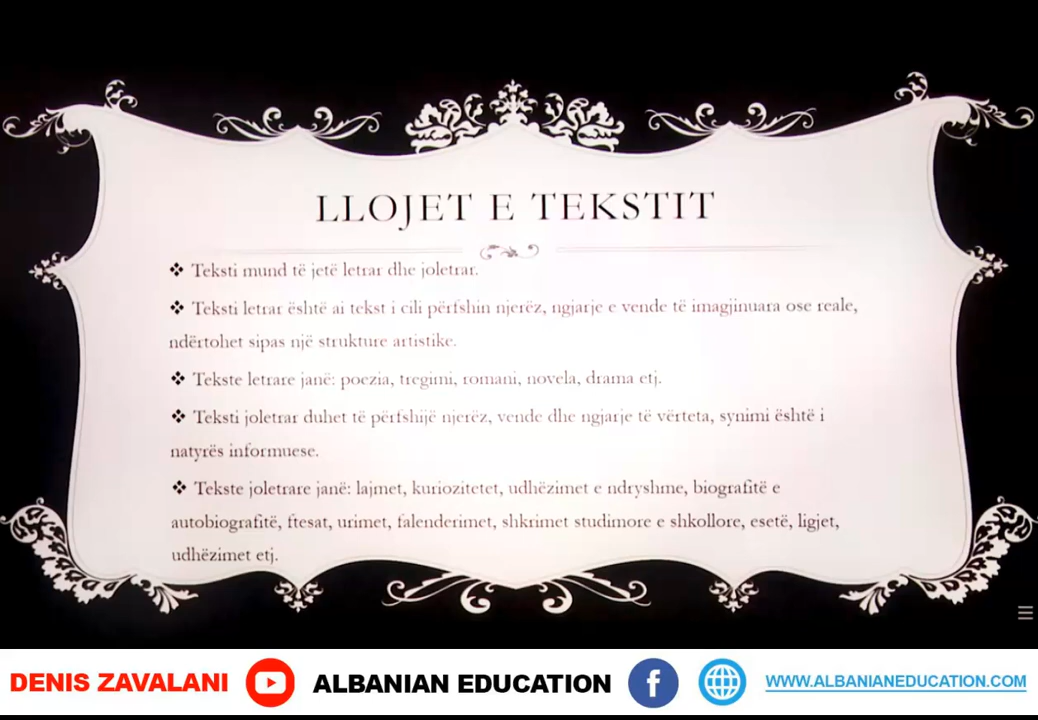 LLOJET E TEKSTIT
❖ Teksti mund të jetë letrar dhe joletrar.
❖ Teksti letrar është ai tekst i cili përfshin njerëz, ngjarje e vende të imagjinuara ose reale,
ndërtohet sipas një strukture artistike.
❖ Tekste letrare janë: poezia, tregimi, romani, novela, drama etj.
❖ Teksti joletrar duhet të përfshijë njerëz, vende dhe ngjarje të vërteta, synimi është i
natyrës informuese.
❖ Tekste joletrare janë: lajmet, kuriozitetet, udhëzimet e ndryshme, biografitë e
autobiografitë, ftesat, urimet, falenderimet, shkrimet studimore e shkollore, esetë, ligjet,
udhëzimet etj.
DENIS ZAVALANI ALBANIAN EDUCATION f WWW.ALBANIANEDUCATION.COM